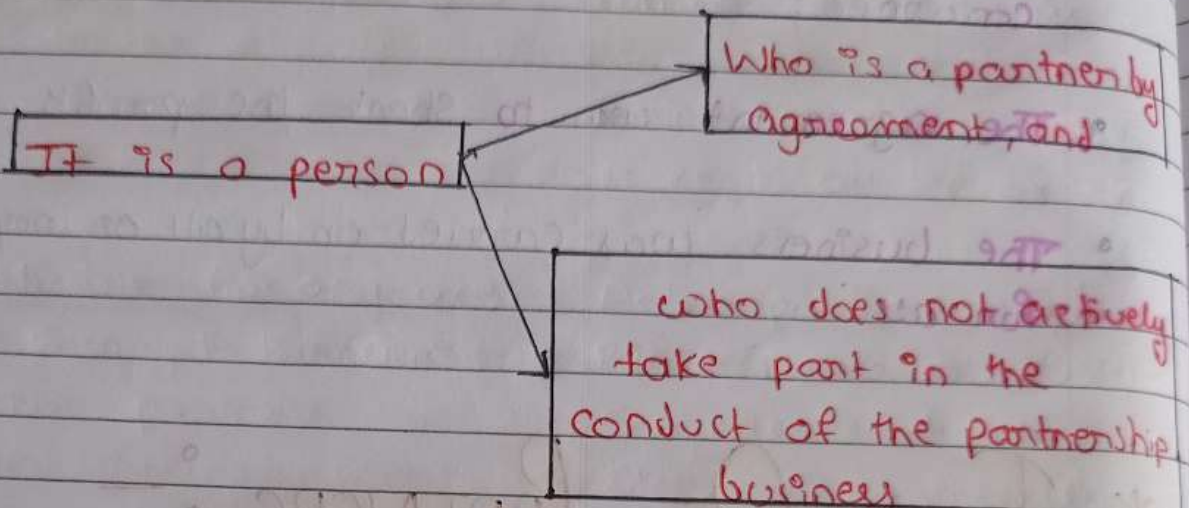 Who is a partner by
agreement, and
It is a person
who does not actively
take part in the
conduct of the partnership
business